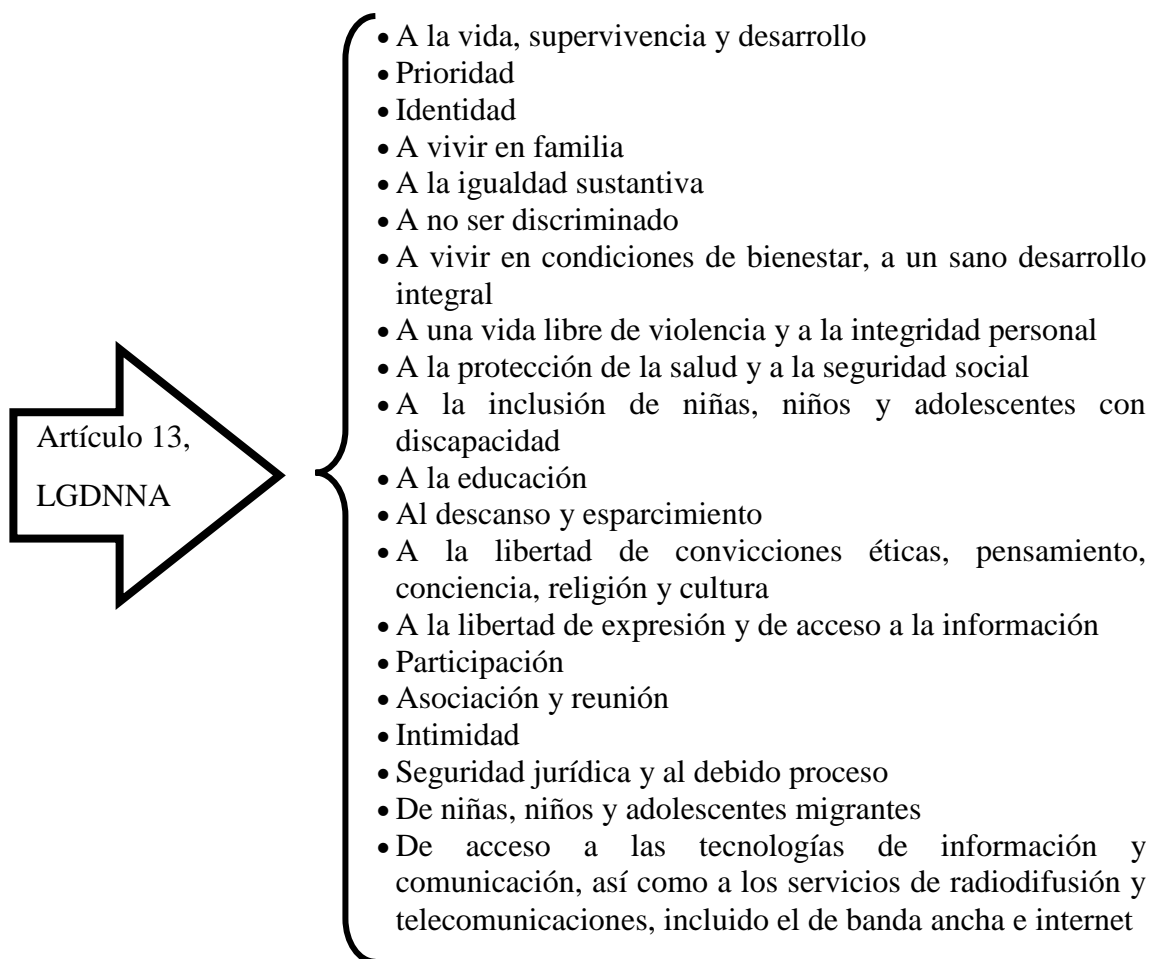 Artículo 13,
LGDNNA
• A la vida, supervivencia y desarrollo
• Prioridad
• Identidad
• A vivir en familia
• A la igualdad sustantiva
• A no ser discriminado
• A vivir en condiciones de bienestar, a un sano desarrollo
integral
• A una vida libre de violencia y a la integridad personal
• A la protección de la salud y a la seguridad social
• A la inclusión de niñas, niños y adolescentes con
discapacidad
• A la educación
• Al descanso y esparcimiento
• A la libertad de convicciones éticas, pensamiento,
conciencia, religión y cultura
• A la libertad de expresión y de acceso a la información
• Participación
• Asociación y reunión
• Intimidad
• Seguridad jurídica y al debido proceso
• De niñas, niños y adolescentes migrantes
• De acceso a las tecnologías de información y
comunicación, así como a los servicios de radiodifusión y
telecomunicaciones, incluido el de banda ancha e internet